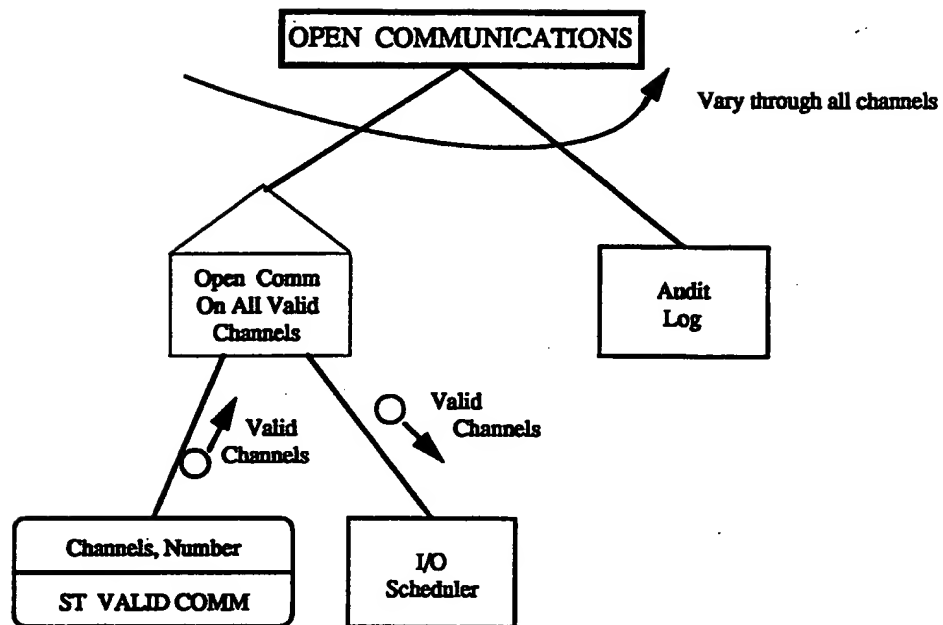 OPEN COMMUNICATIONS
Vary through all channels
Open Comm
On All Valid
Channels
Audit
Log
Valid
Channels
Valid
Channels
Channels, Number
ST VALID COMM
I/O
Scheduler